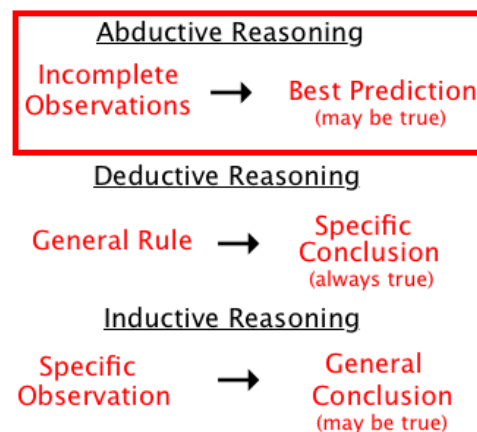 Abductive Reasoning
Incomplete
Observations → Best Prediction
(may be true)
Deductive Reasoning
General Rule → Specific
Conclusion
(always true)
Inductive Reasoning
Specific
Observation → General
Conclusion
(may be true)